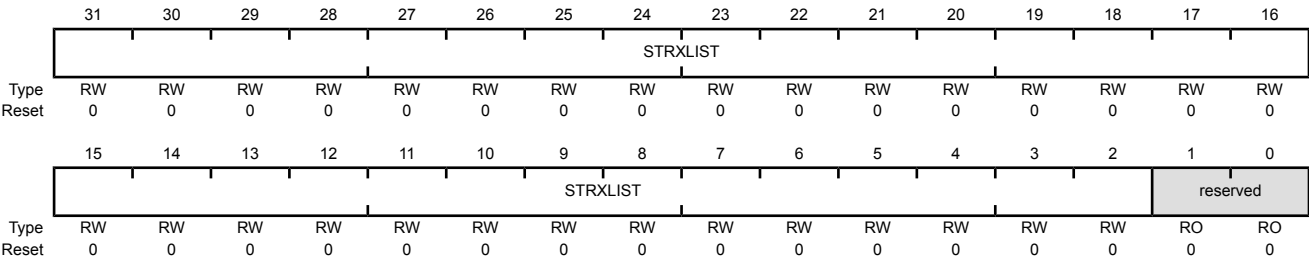 31 30 29 28 27 26 25 24 23 22 21 20 19 18 17 16
STRXLIST
Type RW RW RW RW RW RW RW RW RW RW RW RW RW RW RW RW
Reset 0 0 0 0 0 0 0 0 0 0 0 0 0 0 0 0
15 14 13 12 11 10 9 8 7 6 5 4 3 2 1 0
STRXLIST reserved
Type RW RW RW RW RW RW RW RW RW RW RW RW RW RW RO RO
Reset 0 0 0 0 0 0 0 0 0 0 0 0 0 0 0 0